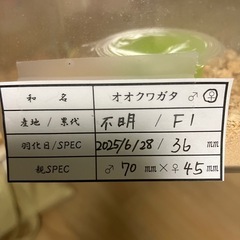 和 名 オオクワガタ ♂ ♀
産地 / 累代 不明 / F1
羽化日/SPEC 2025/6/28 / 36 mm
親SPEC ♂ 70 mm × ♀ 45 mm